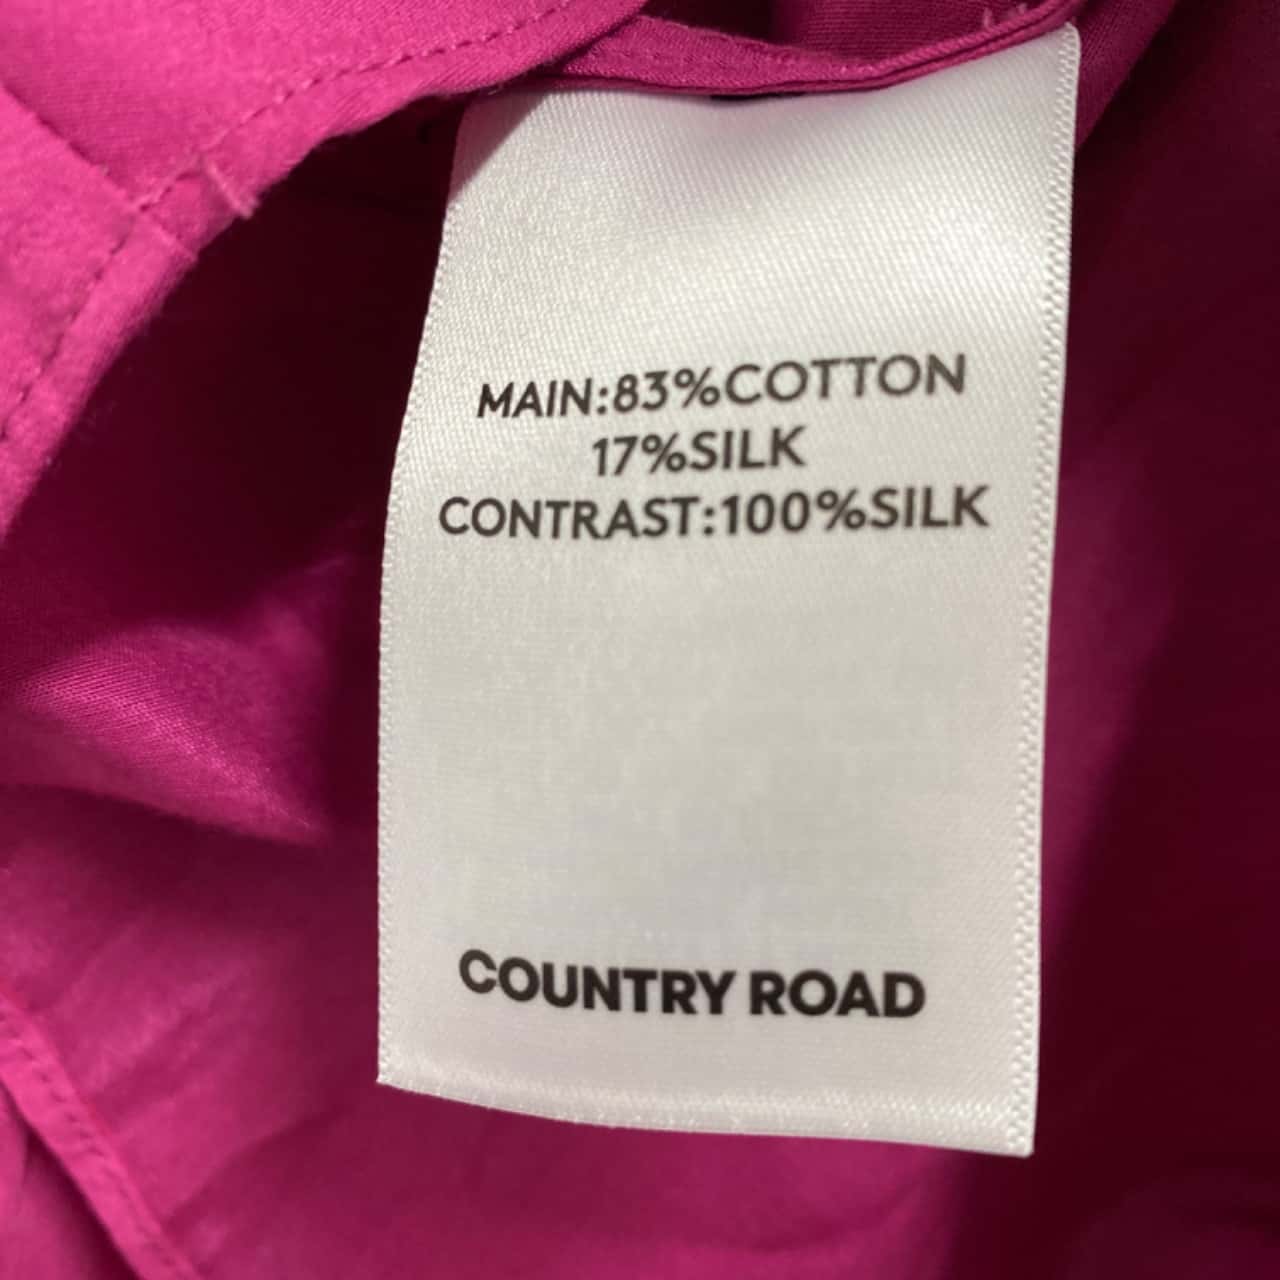 MAIN:83%COTTON
17%SILK
CONTRAST:100%SILK
COUNTRY ROAD